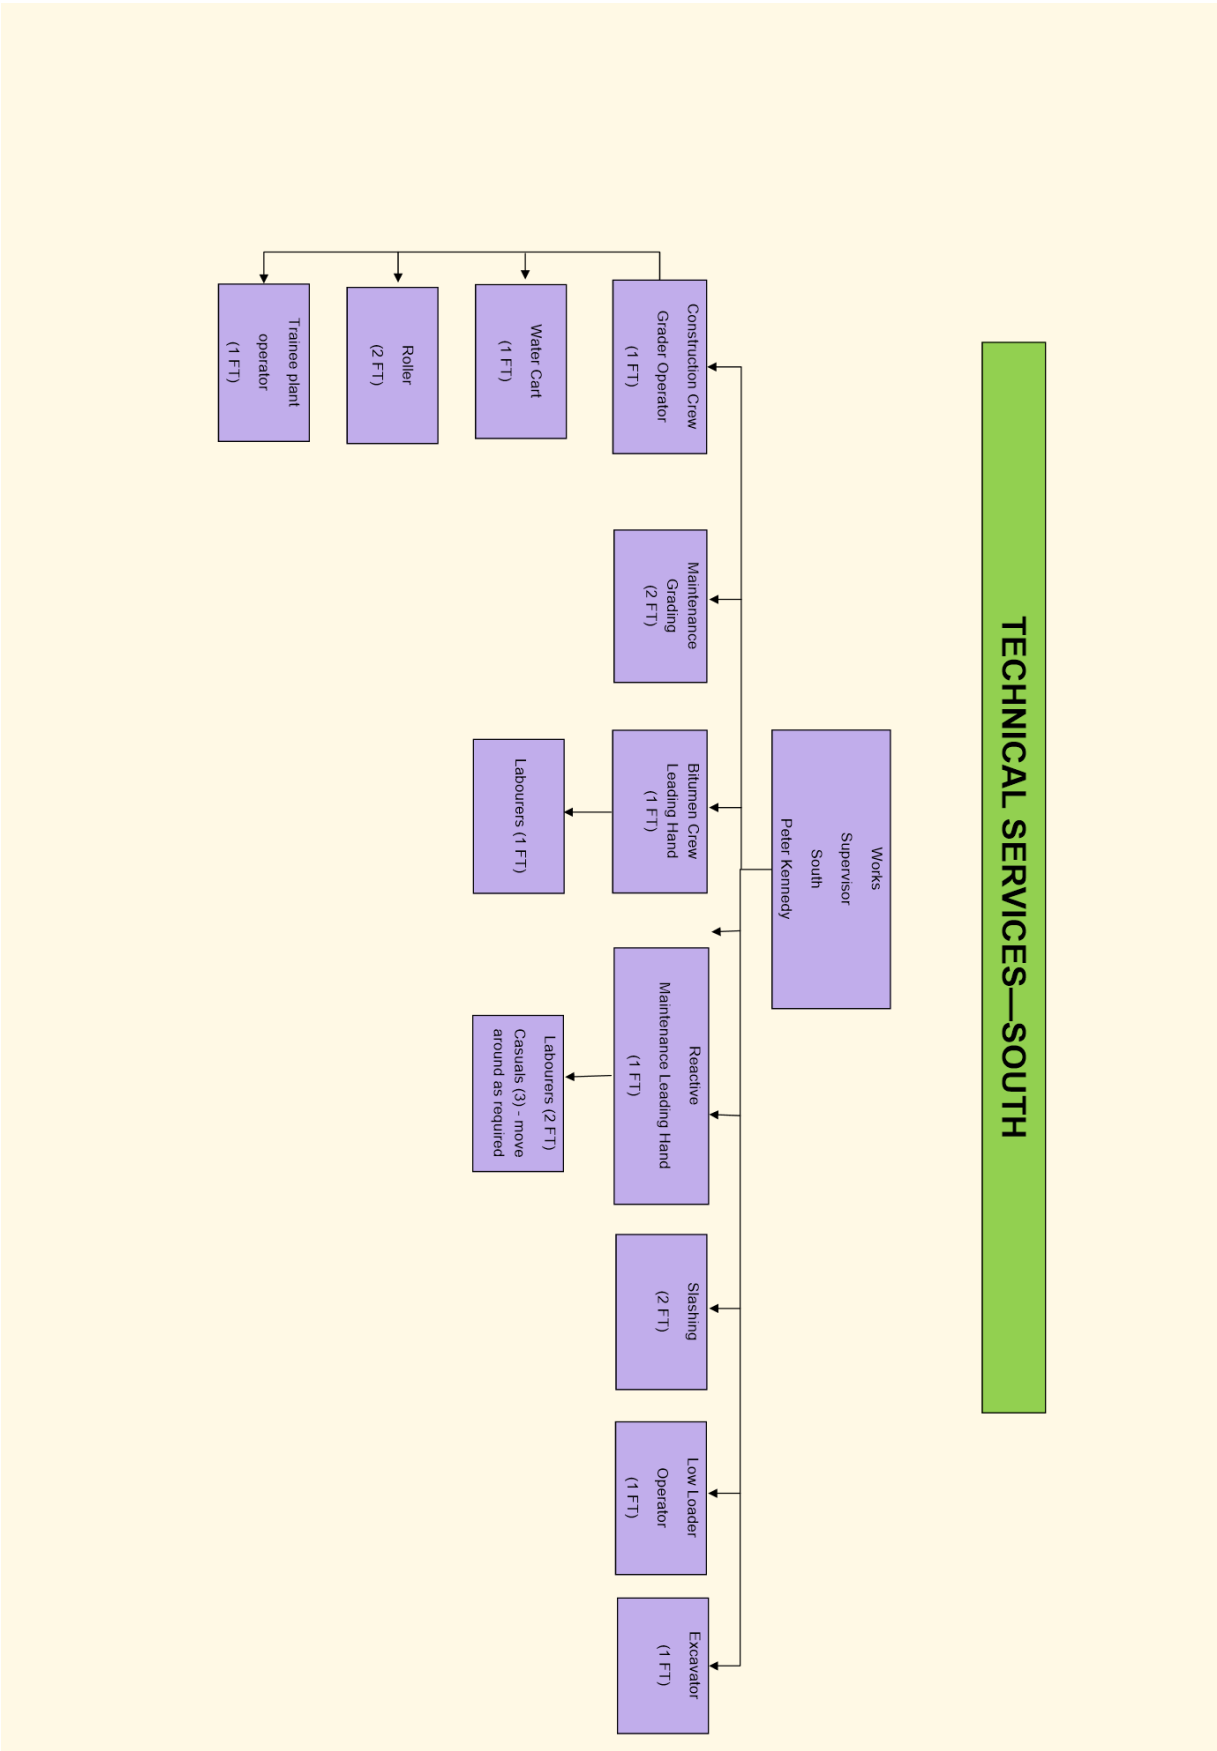 TECHNICAL SERVICES—SOUTH
Works
Supervisor
South
Peter Kennedy
Construction Crew
Grader Operator
(1 FT)
Maintenance
Grading
(2 FT)
Bitumen Crew
Leading Hand
(1 FT)
Reactive
Maintenance Leading Hand
(1 FT)
Slashing
(2 FT)
Low Loader
Operator
(1 FT)
Excavator
(1 FT)
Water Cart
(1 FT)
Roller
(2 FT)
Trainee plant
operator
(1 FT)
Labourers (1 FT)
Labourers (2 FT)
Casuals (3) - move
around as required